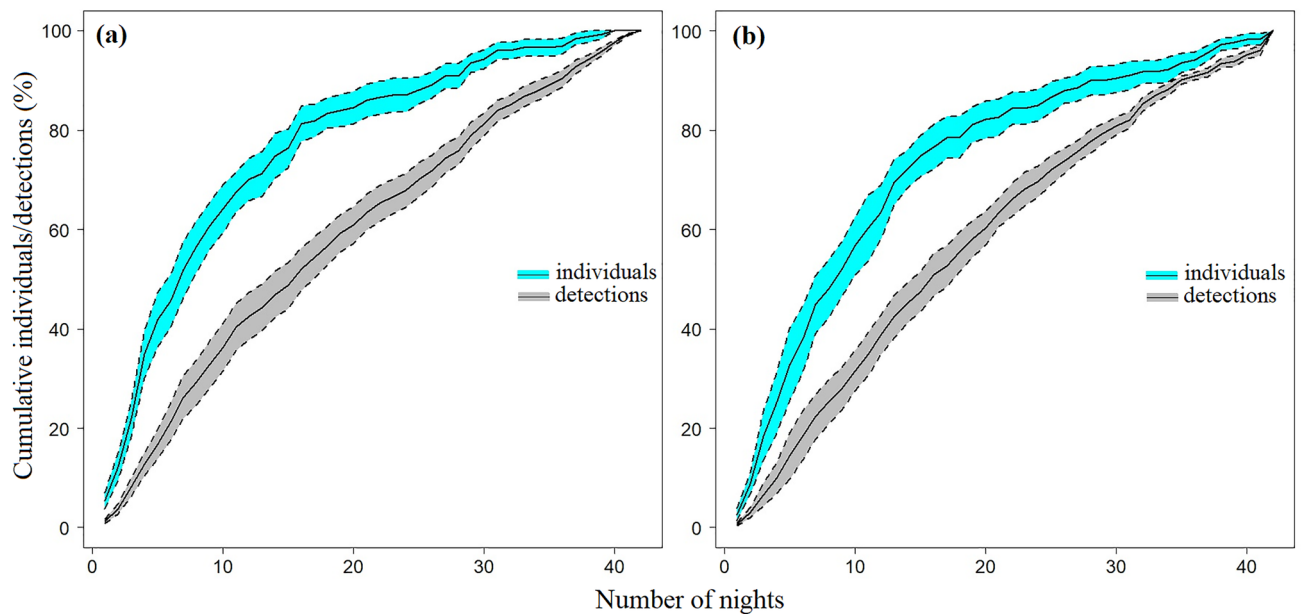 (a)
(b)
Cumulative individuals/detections (%)
100
80
60
40
20
0
individuals
detections
0 10 20 30 40
100
80
60
40
20
0
individuals
detections
0 10 20 30 40
Number of nights